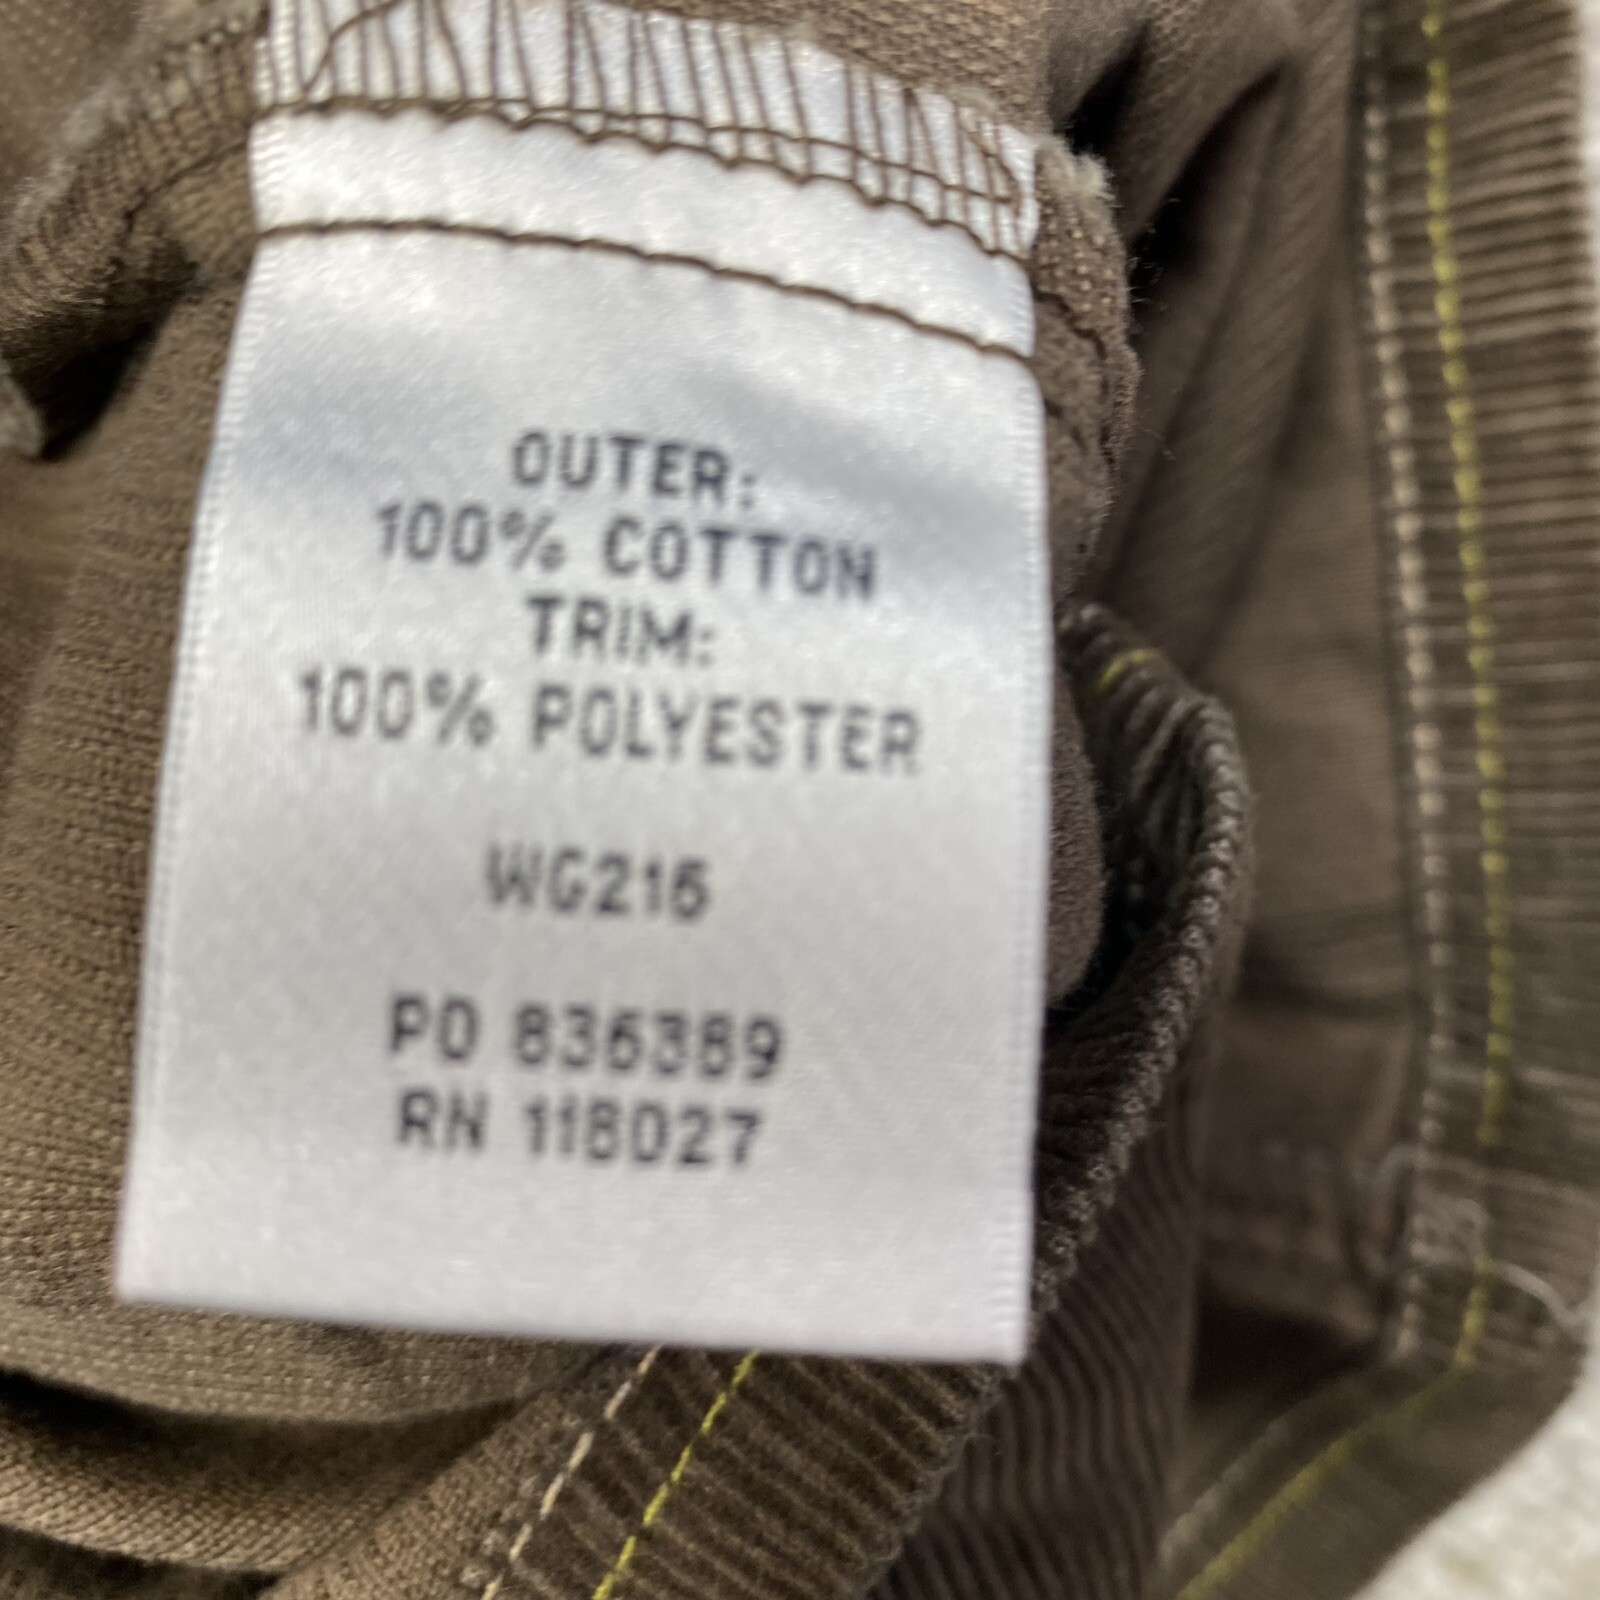 OUTER:
100% COTTON
TRIM:
100% POLYESTER
WG216
PO 836389
RN 118027